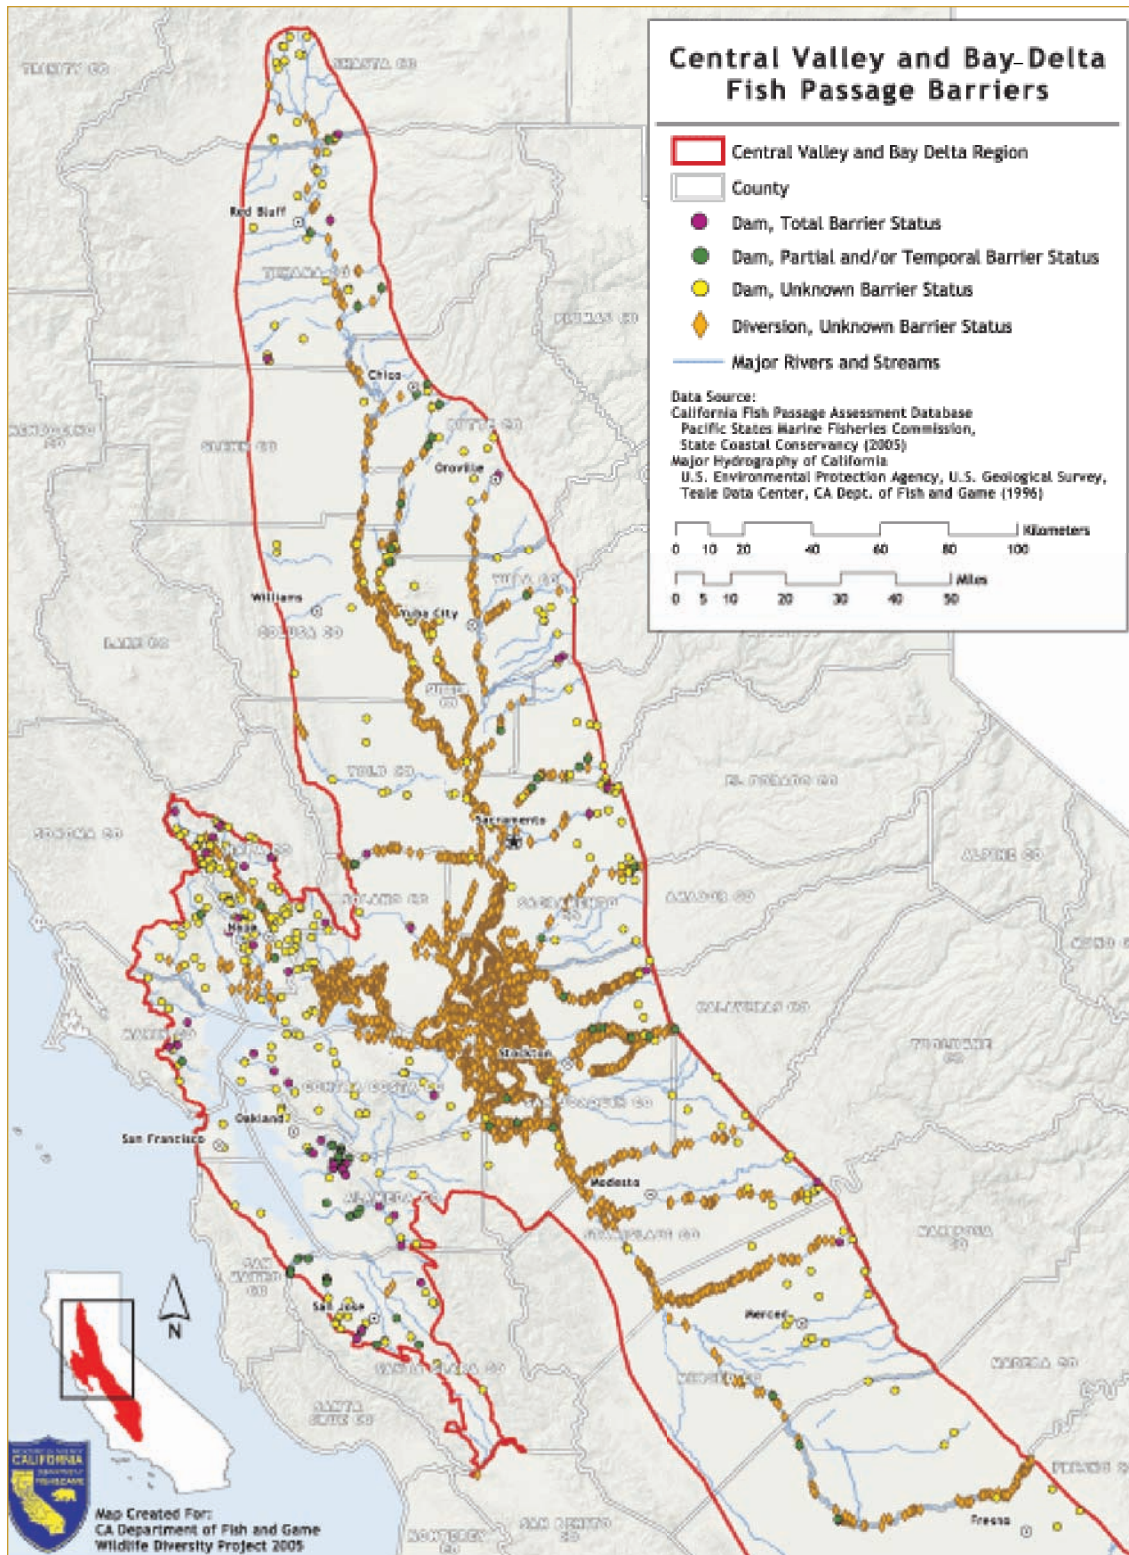 Central Valley and Bay-Delta
Fish Passage Barriers
Central Valley and Bay Delta Region
County
Dam, Total Barrier Status
Dam, Partial and/or Temporal Barrier Status
Dam, Unknown Barrier Status
Diversion, Unknown Barrier Status
Major Rivers and Streams
Data Source:
California Fish Passage Assessment Database
Pacific States Marine Fisheries Commission,
State Coastal Conservancy (2005)
Major Hydrography of California
U.S. Environmental Protection Agency, U.S. Geological Survey,
Teale Data Center, CA Dept. of Fish and Game (1996)
Kilometers
0 10 20 40 60 80 100
Miles
0 5 10 20 30 40 50
TRINITY CO
SHASTA CO
Red Bluff
TEHAMA CO
PLUMAS CO
Chico
BUTTE CO
GLENN CO
Oroville
Williams
COLUSA CO
YUBA CO
Yuba City
LAKE CO
SUTTER CO
YOLO CO
EL DORADO CO
SONOMA CO
Sacramento
ALPINE CO
SOLANO CO
SACRAMENTO CO
AMADOR CO
Napa
MONO CO
CALAVERAS CO
MARIN CO
TUOLUMNE CO
Stockton
CONTRA COSTA CO
SAN JOAQUIN CO
Oakland
San Francisco
Modesto
ALAMEDA CO
STANISLAUS CO
MARIPOSA CO
SAN MATEO CO
San Jose
Merced
SANTA CLARA CO
MERCED CO
MADERA CO
SANTA CRUZ CO
FRESNO CO
Fresno
MONTEREY CO
SAN BENITO CO
N
CALIFORNIA
Map Created For:
CA Department of Fish and Game
Wildlife Diversity Project 2005